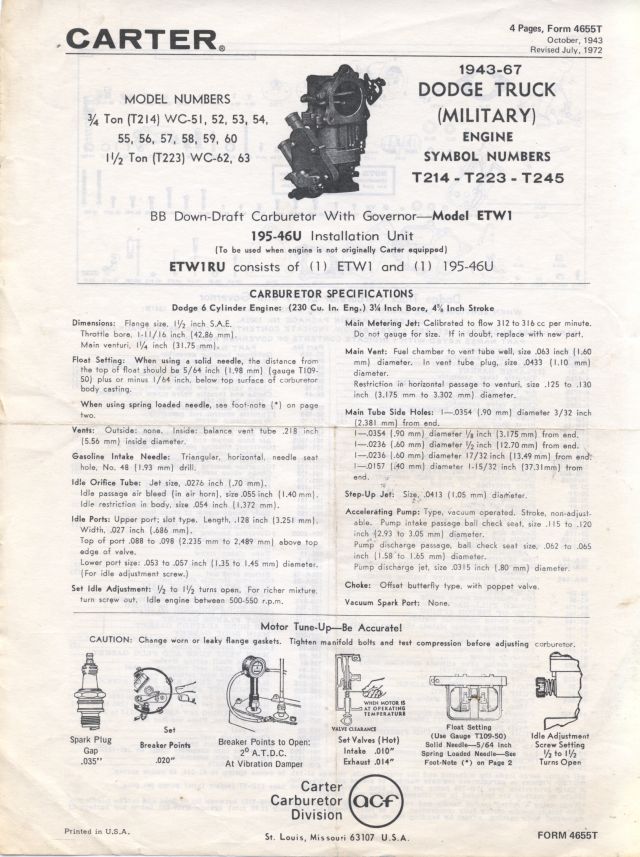 CARTER®
4 Pages, Form 4655T
October, 1943
Revised July, 1972
MODEL NUMBERS
¾ Ton (T214) WC-51, 52, 53, 54,
55, 56, 57, 58, 59, 60
1½ Ton (T223) WC-62, 63
1943-67
DODGE TRUCK
(MILITARY)
ENGINE
SYMBOL NUMBERS
T214 - T223 - T245
BB Down-Draft Carburetor With Governor—Model ETW1
195-46U Installation Unit
(To be used when engine is not originally Carter equipped)
ETW1RU consists of (1) ETW1 and (1) 195-46U
CARBURETOR SPECIFICATIONS
Dodge 6 Cylinder Engine: (230 Cu. In. Eng.) 3¼ Inch Bore, 4⅝ Inch Stroke
Dimensions: Flange size, 1½ inch S.A.E.
Throttle bore, 1-11/16 inch (42.86 mm).
Main venturi, 1¼ inch (31.75 mm).
Float Setting: When using a solid needle, the distance from
the top of float should be 5/64 inch (1.98 mm) (gauge T109-
50) plus or minus 1/64 inch, below top surface of carburetor
body casting.
When using spring loaded needle, see foot-note (*) on page
two.
Vents: Outside: none. Inside: balance vent tube .218 inch
(5.56 mm) inside diameter.
Gasoline Intake Needle: Triangular, horizontal, needle seat
hole, No. 48 (1.93 mm) drill.
Idle Orifice Tube: Jet size, .0276 inch (.70 mm).
Idle passage air bleed (in air horn), size .055 inch (1.40 mm).
Idle restriction in body, size .054 inch (1.372 mm).
Idle Ports: Upper port; slot type. Length, .128 inch (3.251 mm).
Width, .027 inch (.686 mm).
Top of port .088 to .098 (2.235 mm to 2.489 mm) above top
edge of valve.
Lower port size: .053 to .057 inch (1.35 to 1.45 mm) diameter.
(For idle adjustment screw.)
Set Idle Adjustment: ½ to 1½ turns open. For richer mixture,
turn screw out. Idle engine between 500-550 r.p.m.
Main Metering Jet: Calibrated to flow 312 to 316 cc per minute.
Do not gauge for size. If in doubt, replace with new part.
Main Vent: Fuel chamber to vent tube well, size .063 inch (1.60
mm) diameter. In vent tube plug, size .0433 (1.10 mm)
diameter.
Restriction in horizontal passage to venturi, size .125 to .130
inch (3.175 mm to 3.302 mm) diameter.
Main Tube Side Holes: 1—.0354 (.90 mm) diameter 3/32 inch
(2.381 mm) from end.
1—.0354 (.90 mm) diameter ⅛ inch (3.175 mm) from end.
1—.0236 (.60 mm) diameter ½ inch (12.70 mm) from end.
1—.0236 (.60 mm) diameter 17/32 inch (13.49 mm) from end.
1—.0157 (.40 mm) diameter 1-15/32 inch (37.31mm) from
end.
Step-Up Jet: Size, .0413 (1.05 mm) diameter.
Accelerating Pump: Type, vacuum operated. Stroke, non-adjust-
able. Pump intake passage ball check seat, size .115 to .120
inch (2.93 to 3.05 mm) diameter.
Pump discharge passage, ball check seat size, .062 to .065
inch (1.58 to 1.65 mm) diameter.
Pump discharge jet, size .0315 inch (.80 mm) diameter.
Choke: Offset butterfly type, with poppet valve.
Vacuum Spark Port: None.
Motor Tune-Up—Be Accurate!
CAUTION: Change worn or leaky flange gaskets. Tighten manifold bolts and test compression before adjusting carburetor.
Spark Plug
Gap
.035"
Set
Breaker Points
.020"
Breaker Points to Open:
2° A.T.D.C.
At Vibration Damper
WHEN MOTOR IS
AT OPERATING
TEMPERATURE
VALVE CLEARANCE
Set Valves (Hot)
Intake .010"
Exhaust .014"
Float Setting
(Use Gauge T109-50)
Solid Needle—5/64 inch
Spring Loaded Needle—See
Foot-Note (*) on Page 2
Idle Adjustment
Screw Setting
½ to 1½
Turns Open
Carter
Carburetor
Division
acf
St. Louis, Missouri 63107 U.S.A.
Printed in U.S.A.
FORM 4655T